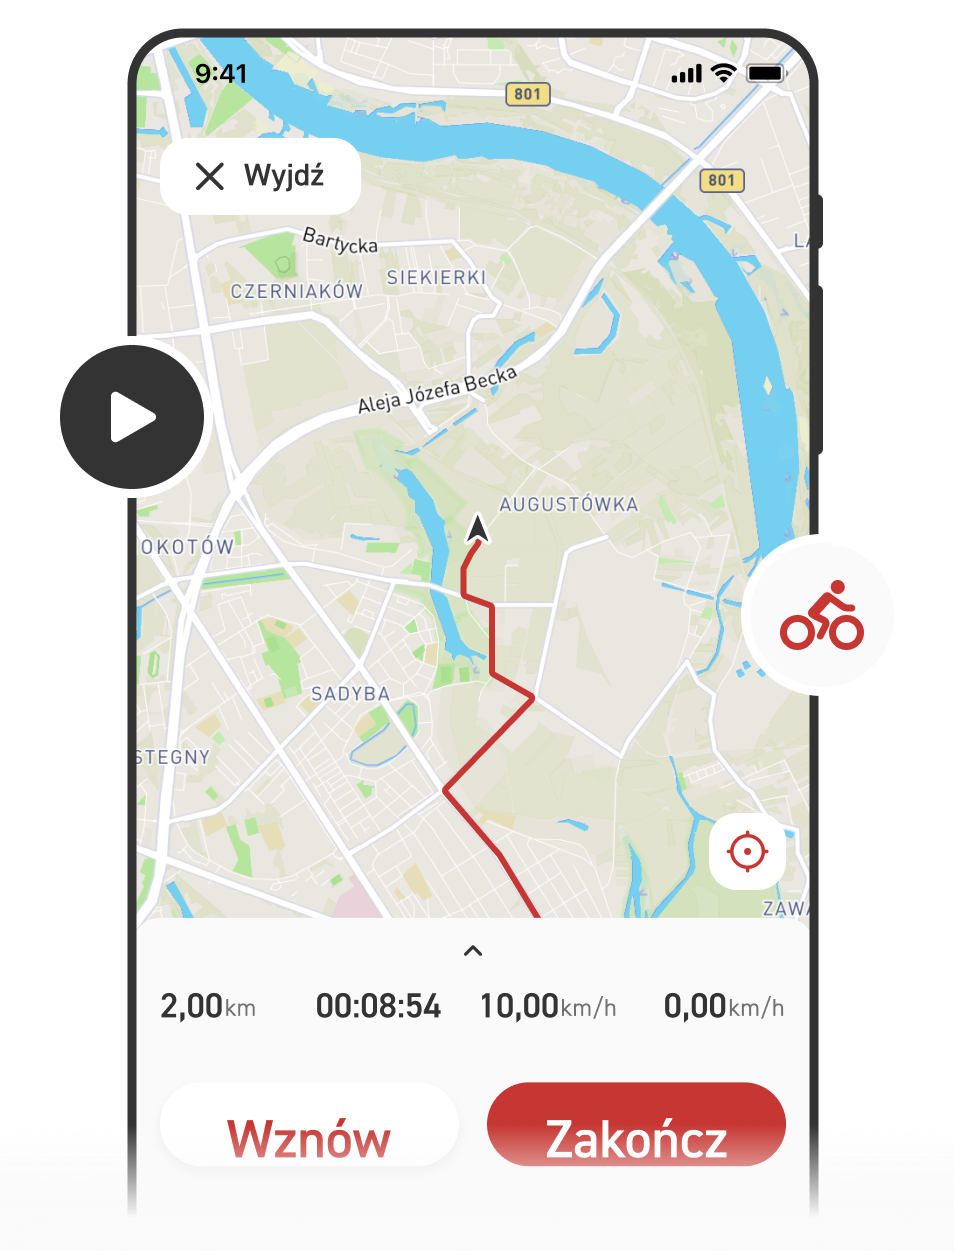 9:41
801
801
Wyjdź
Bartycka
SIEKIERKI
CZERNIAKÓW
Aleja Józefa Becka
AUGUSTÓWKA
OKOTÓW
SADYBA
STEGNY
ZAWA
2,00km 00:08:54 10,00km/h 0,00km/h
Wznów Zakończ